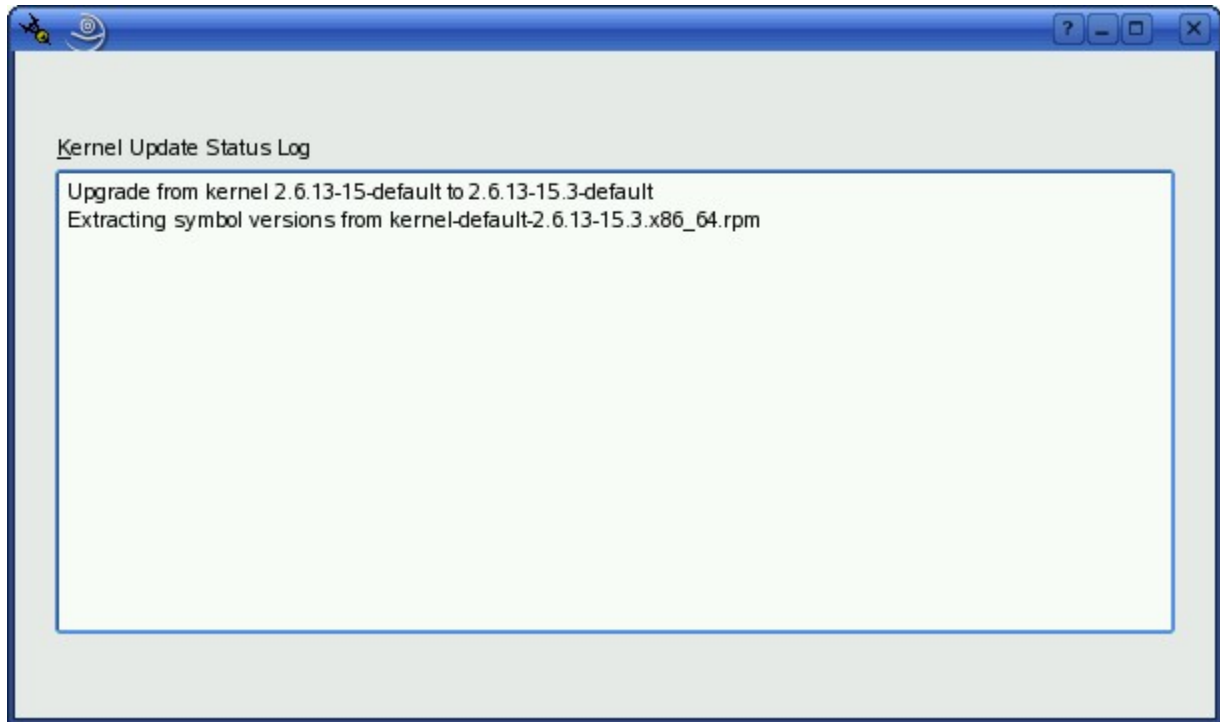 Kernel Update Status Log
Upgrade from kernel 2.6.13-15-default to 2.6.13-15.3-default
Extracting symbol versions from kernel-default-2.6.13-15.3.x86_64.rpm